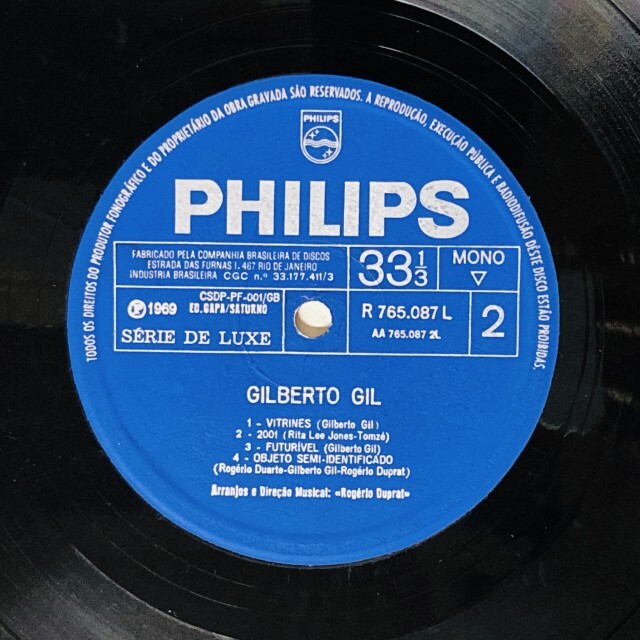 TODOS OS DIREITOS DO PRODUTOR FONOGRÁFICO E DO PROPRIETÁRIO DA OBRA GRAVADA SÃO RESERVADOS. A REPRODUÇÃO, EXECUÇÃO PÚBLICA E RADIODIFUSÃO DÊSTE DISCO ESTÃO PROIBIDAS.
PHILIPS
PHILIPS
FABRICADO PELA COMPANHIA BRASILEIRA DE DISCOS
ESTRADA DAS FURNAS 1.467 RIO DE JANEIRO
INDUSTRIA BRASILEIRA CGC n.º 33.177.411/3
33 1/3
MONO
▽
Ⓟ 1969
CSDP-PF-001/GB
ED. GAPA/SATURNO
SÉRIE DE LUXE
R 765.087 L
AA 765.087 2L
2
GILBERTO GIL
1 - VITRINES (Gilberto Gil)
2 - 2001 (Rita Lee Jones-Tomzé)
3 - FUTURÍVEL (Gilberto Gil)
4 - OBJETO SEMI-IDENTIFICADO
(Rogério Duarte-Gilberto Gil-Rogério Duprat)
Arranjos e Direção Musical: «Rogério Duprat»